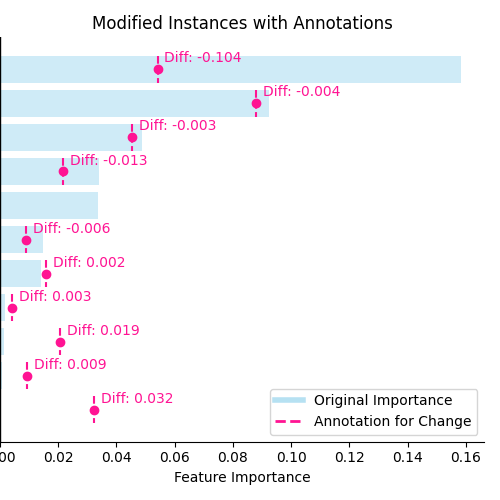 Modified Instances with Annotations
Diff: -0.104
Diff: -0.004
Diff: -0.003
Diff: -0.013
Diff: -0.006
Diff: 0.002
Diff: 0.003
Diff: 0.019
Diff: 0.009
Diff: 0.032
Original Importance
Annotation for Change
00 0.02 0.04 0.06 0.08 0.10 0.12 0.14 0.16
Feature Importance